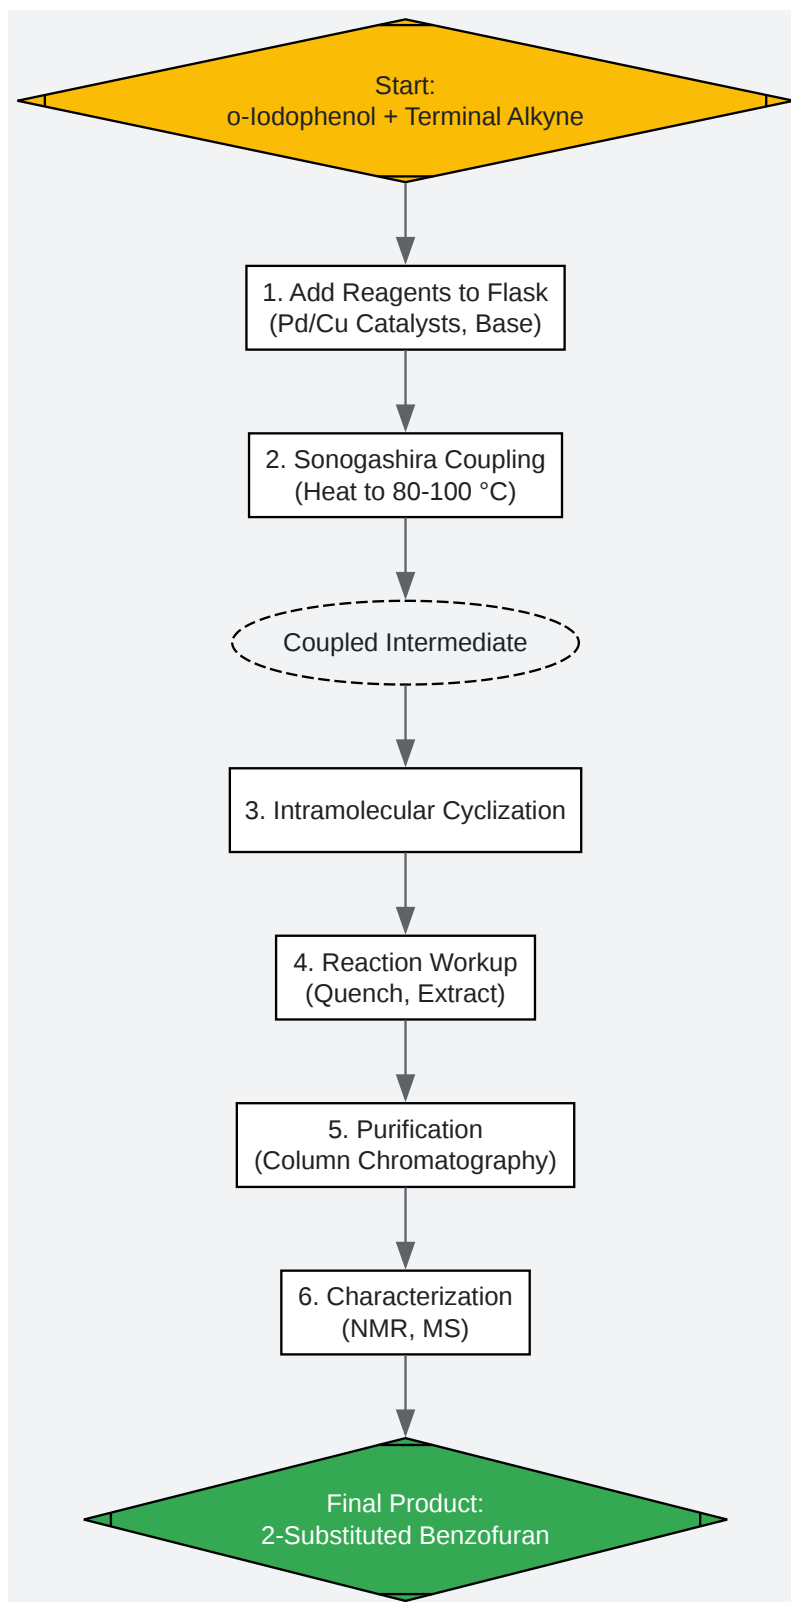 Start:
o-Iodophenol + Terminal Alkyne
1. Add Reagents to Flask
(Pd/Cu Catalysts, Base)
2. Sonogashira Coupling
(Heat to 80-100 °C)
Coupled Intermediate
3. Intramolecular Cyclization
4. Reaction Workup
(Quench, Extract)
5. Purification
(Column Chromatography)
6. Characterization
(NMR, MS)
Final Product:
2-Substituted Benzofuran